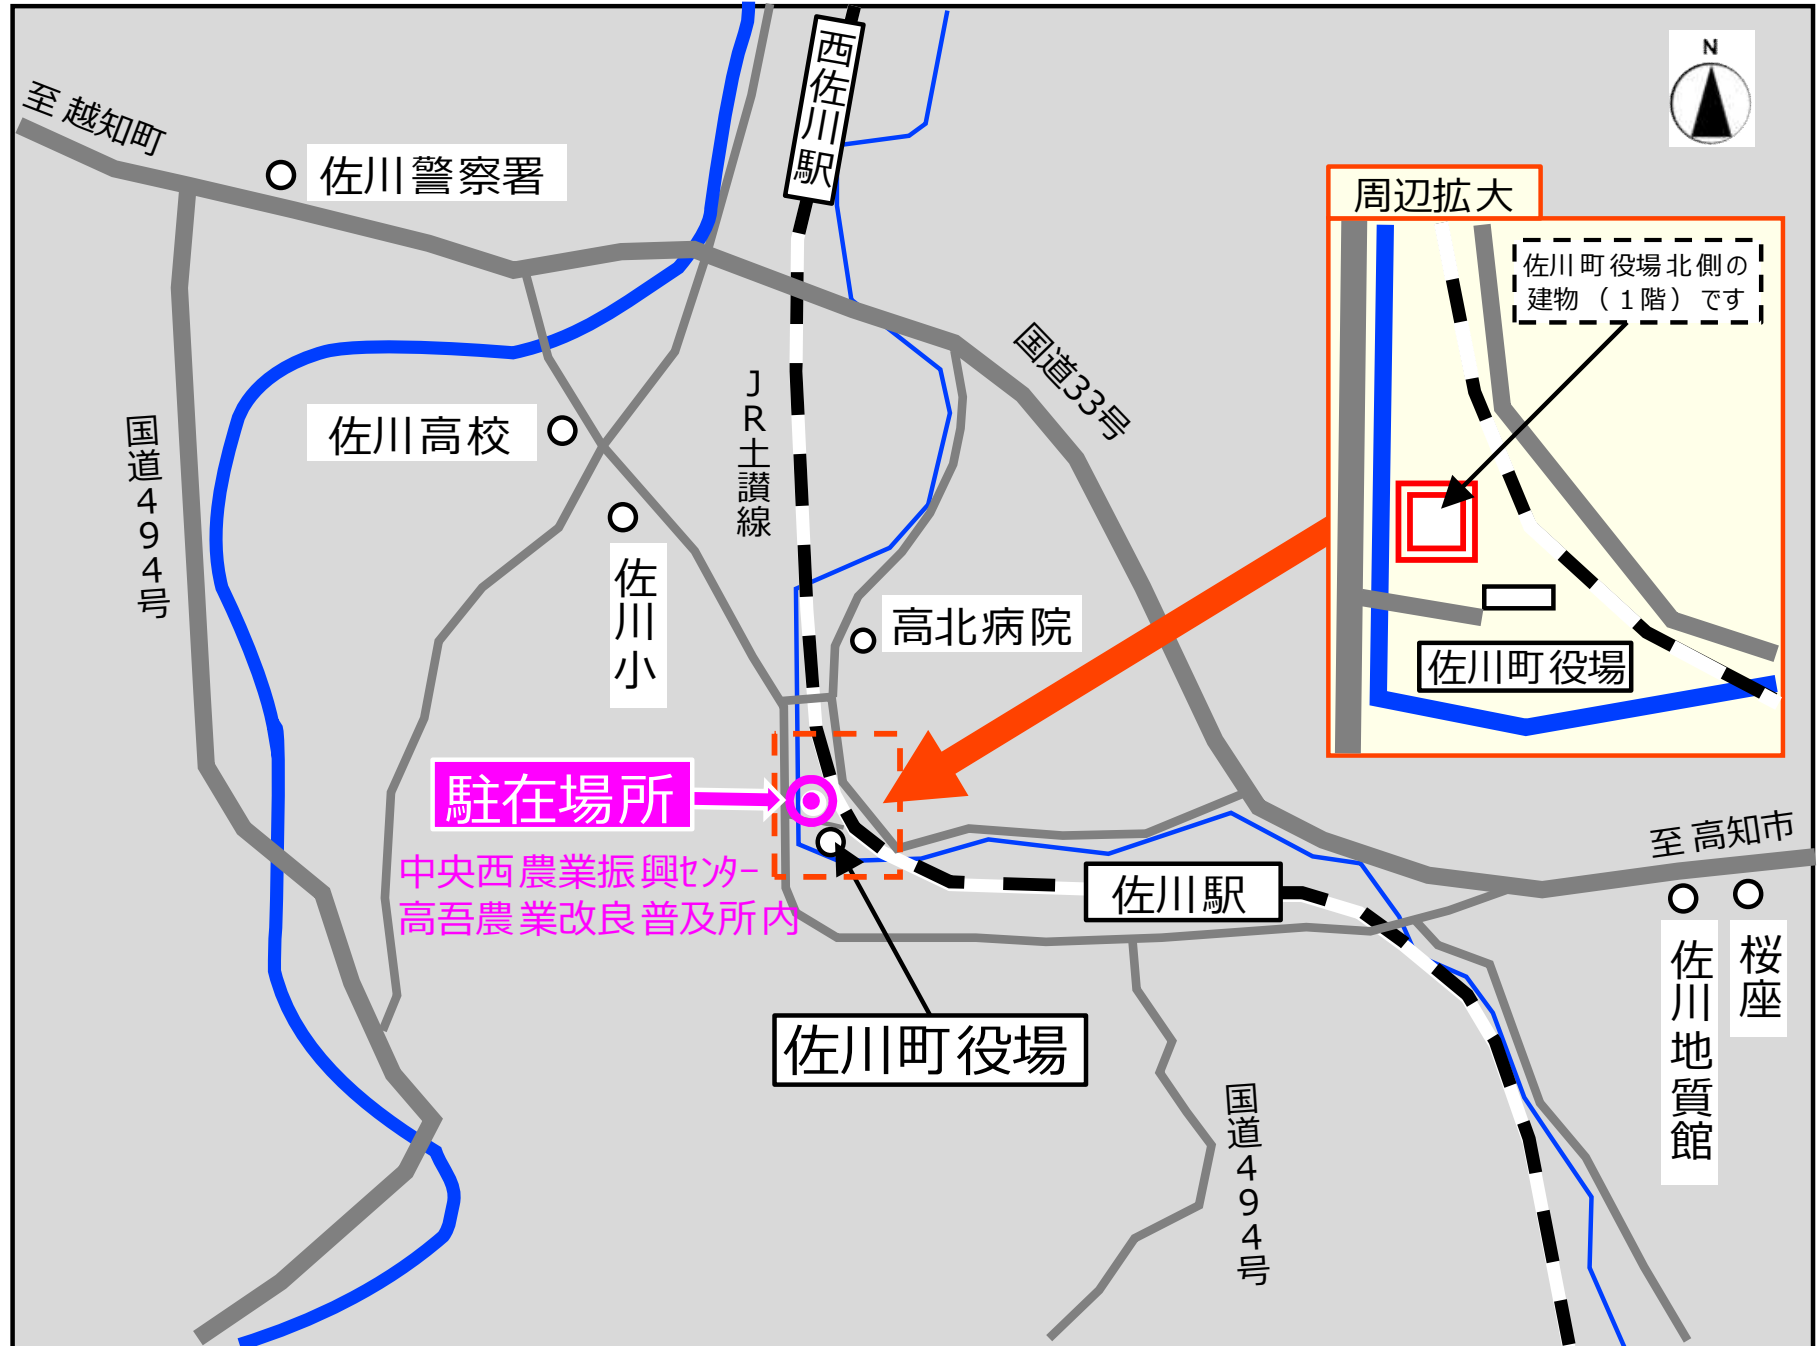 N
西佐川駅
至 越知町
佐川警察署
周辺拡大
佐川町役場北側の
建物（１階）です
国道33号
ＪＲ土讃線
佐川高校
国道４９４号
佐川小
高北病院
佐川町役場
駐在場所
中央西農業振興ｾﾝﾀｰ
高吾農業改良普及所内
至 高知市
佐川駅
桜座
佐川地質館
佐川町役場
国道４９４号